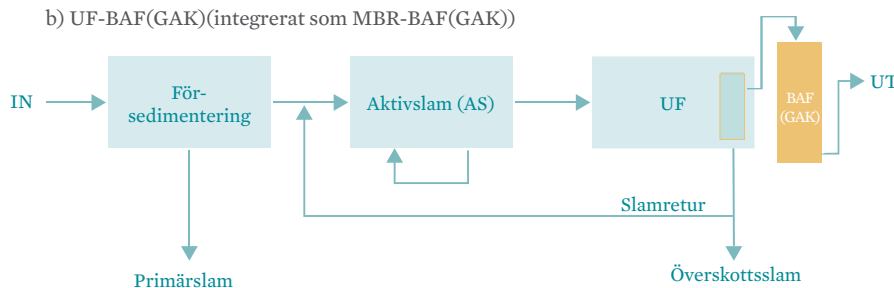 b) UF-BAF(GAK)(integrerat som MBR-BAF(GAK))
IN
För-
sedimentering
Aktivslam (AS)
UF
BAF
(GAK)
UT
Slamretur
Primärslam
Överskottsslam